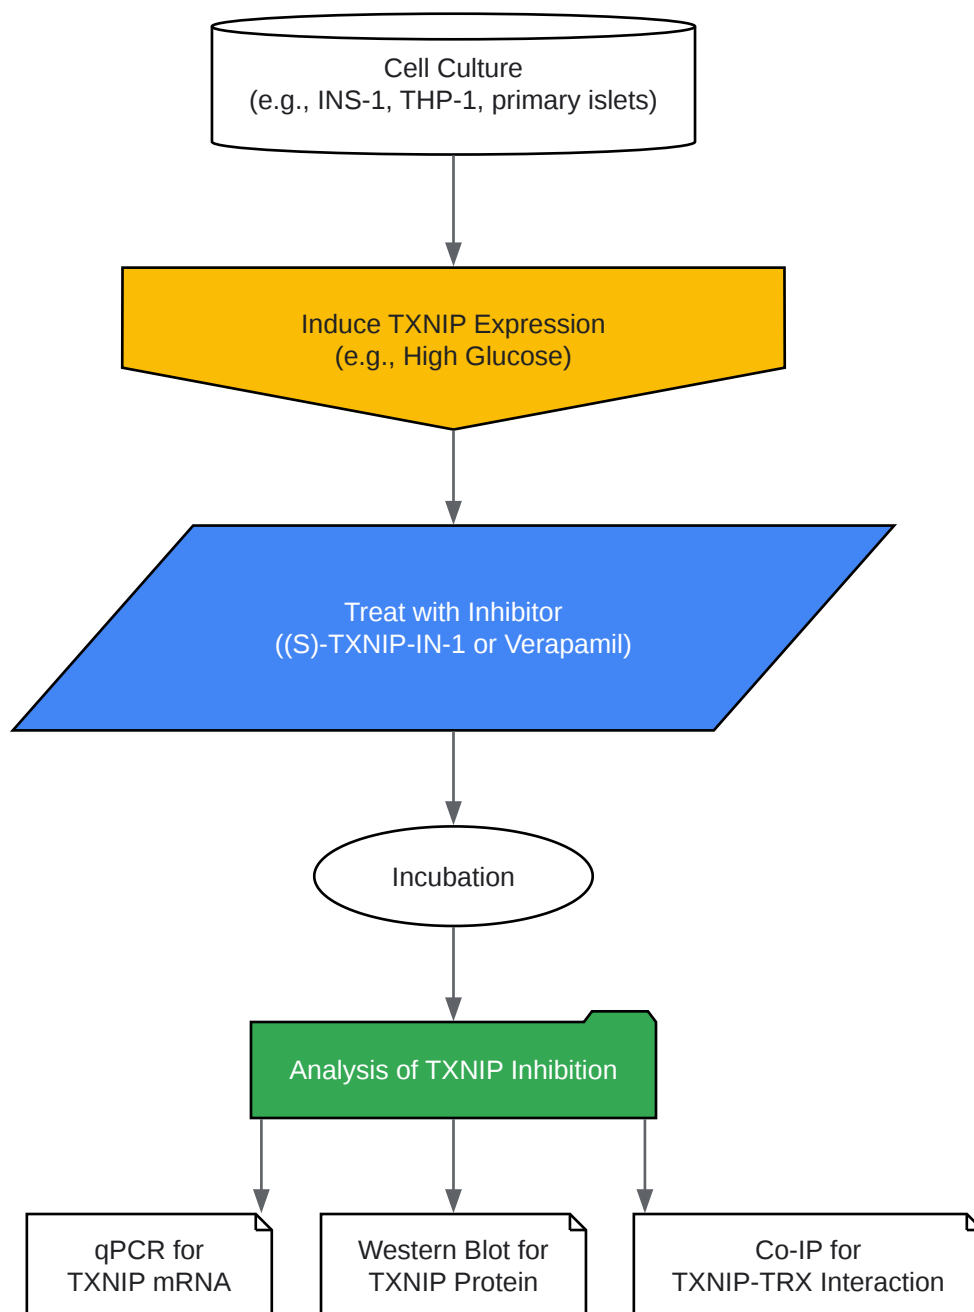 Cell Culture
(e.g., INS-1, THP-1, primary islets)
Induce TXNIP Expression
(e.g., High Glucose)
Treat with Inhibitor
((S)-TXNIP-IN-1 or Verapamil)
Incubation
Analysis of TXNIP Inhibition
qPCR for
TXNIP mRNA
Western Blot for
TXNIP Protein
Co-IP for
TXNIP-TRX Interaction